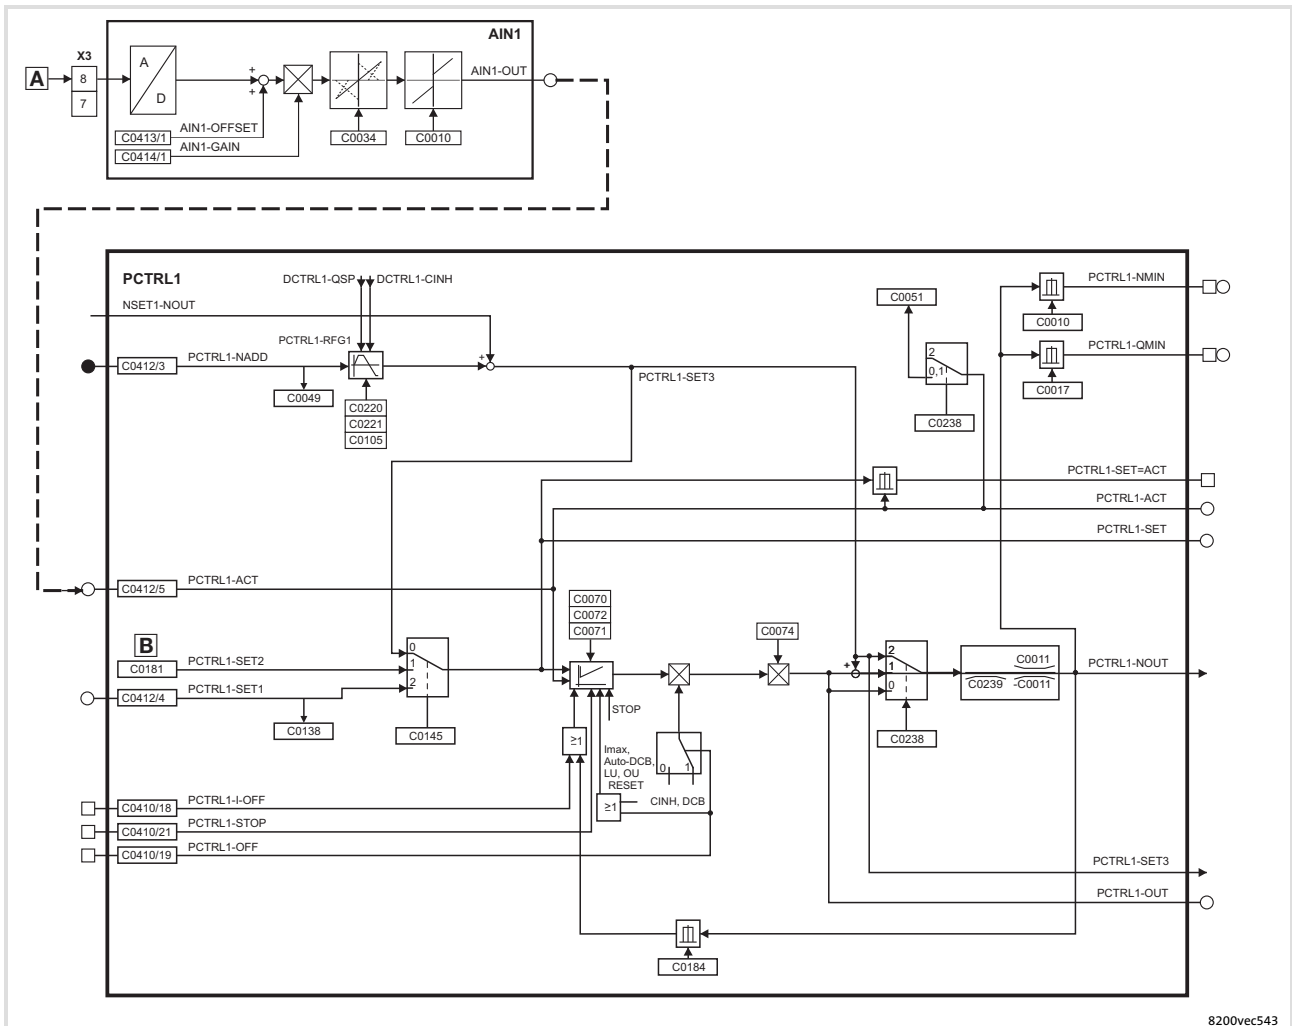 AIN1
X3
A
8
7
A
D
+
+
AIN1-OUT
AIN1-OFFSET
C0413/1
AIN1-GAIN
C0414/1
C0034
C0010
PCTRL1
DCTRL1-QSP
DCTRL1-CINH
PCTRL1-NMIN
C0051
NSET1-NOUT
C0010
PCTRL1-RFG1
PCTRL1-QMIN
C0412/3
PCTRL1-NADD
+
2
0,1
PCTRL1-SET3
C0049
C0017
C0220
C0221
C0105
C0238
PCTRL1-SET=ACT
PCTRL1-ACT
PCTRL1-SET
C0412/5
PCTRL1-ACT
C0070
C0072
C0071
C0074
B
0
1
2
C0181
PCTRL1-SET2
C0412/4
PCTRL1-SET1
+
2
1
0
C0011
C0239
-C0011
PCTRL1-NOUT
STOP
C0138
C0145
C0238
≥1
Imax,
Auto-DCB,
LU, OU
RESET
0
1
≥1
CINH, DCB
C0410/18
PCTRL1-I-OFF
C0410/21
PCTRL1-STOP
C0410/19
PCTRL1-OFF
PCTRL1-SET3
PCTRL1-OUT
C0184
8200vec543